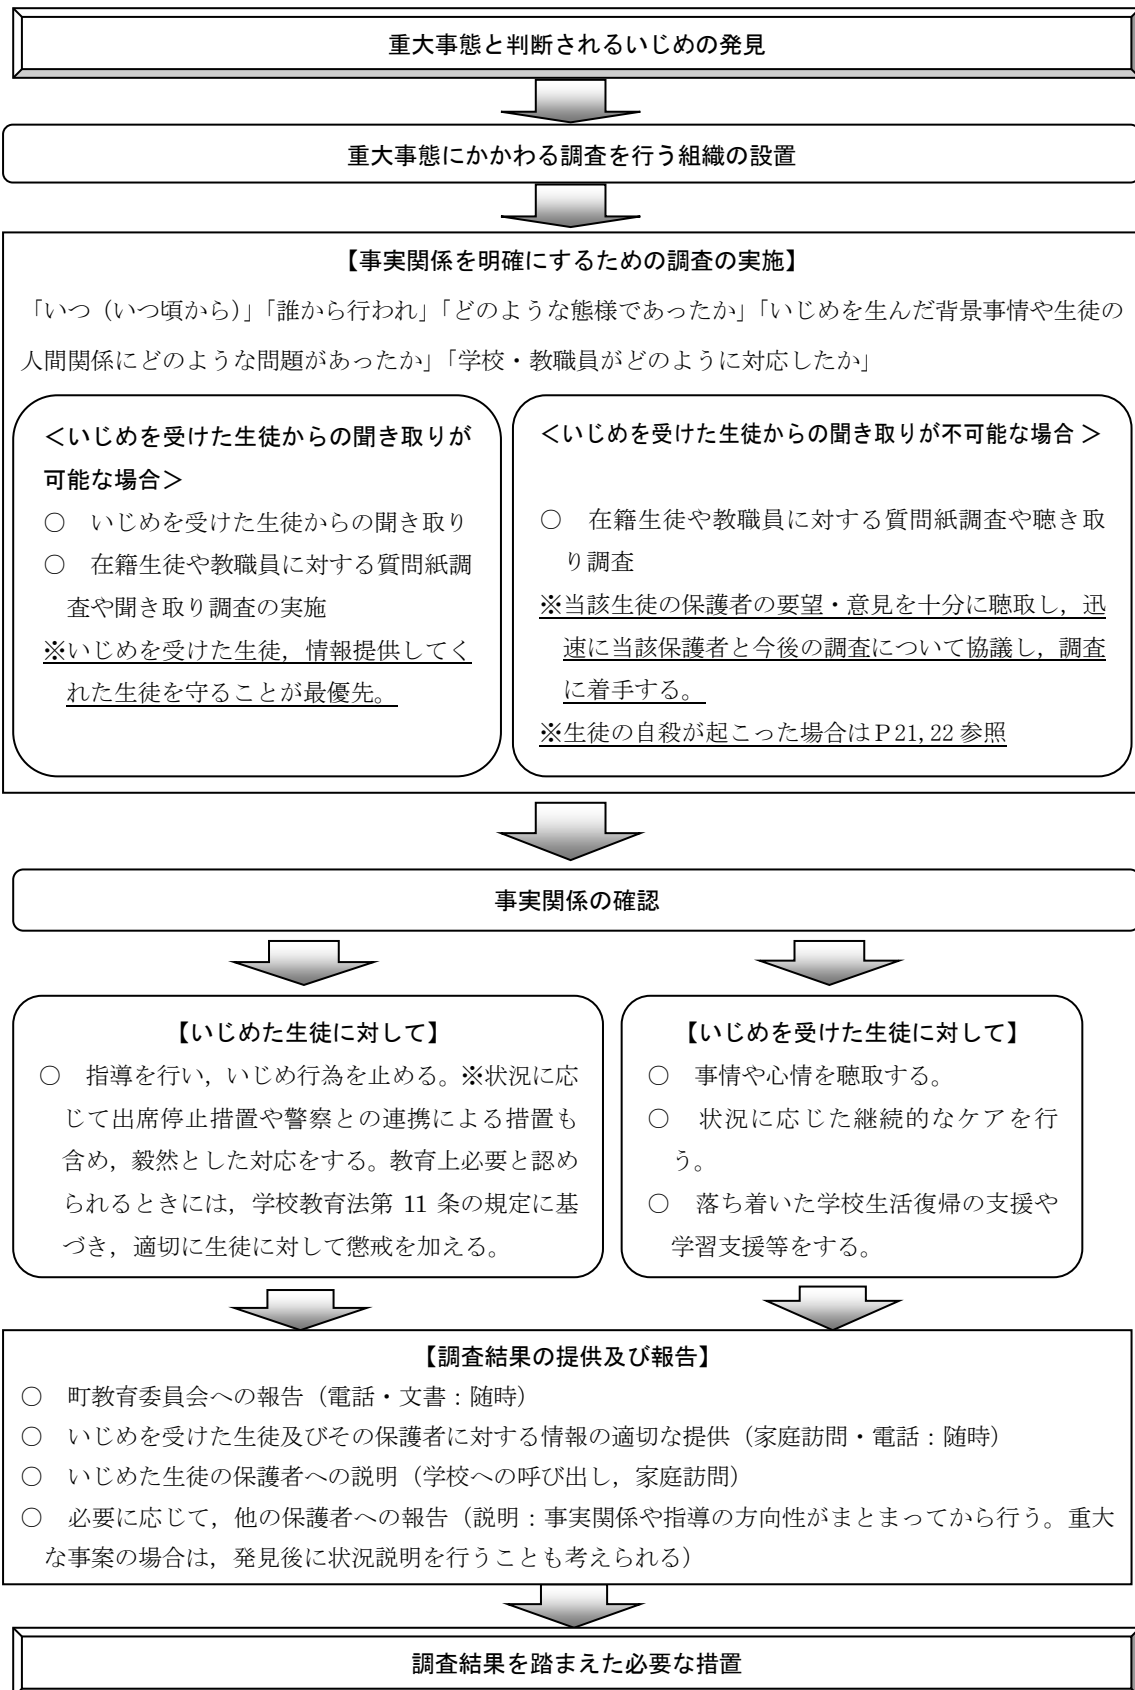 重大事態と判断されるいじめの発見
重大事態にかかわる調査を行う組織の設置
【事実関係を明確にするための調査の実施】
「いつ（いつ頃から）」「誰から行われ」「どのような態様であったか」「いじめを生んだ背景事情や生徒の
人間関係にどのような問題があったか」「学校・教職員がどのように対応したか」
＜いじめを受けた生徒からの聞き取りが
可能な場合＞
○　いじめを受けた生徒からの聞き取り
○　在籍生徒や教職員に対する質問紙調
査や聞き取り調査の実施
※いじめを受けた生徒，情報提供してく
れた生徒を守ることが最優先。
＜いじめを受けた生徒からの聞き取りが不可能な場合 ＞
○　在籍生徒や教職員に対する質問紙調査や聴き取
り調査
※当該生徒の保護者の要望・意見を十分に聴取し，迅
速に当該保護者と今後の調査について協議し，調査
に着手する。
※生徒の自殺が起こった場合はＰ21, 22 参照
事実関係の確認
【いじめた生徒に対して】
○　指導を行い，いじめ行為を止める。※状況に応
じて出席停止措置や警察との連携による措置も
含め，毅然とした対応をする。教育上必要と認め
られるときには，学校教育法第 11 条の規定に基
づき，適切に生徒に対して懲戒を加える。
【いじめを受けた生徒に対して】
○　事情や心情を聴取する。
○　状況に応じた継続的なケアを行
う。
○　落ち着いた学校生活復帰の支援や
学習支援等をする。
【調査結果の提供及び報告】
○　町教育委員会への報告（電話・文書：随時）
○　いじめを受けた生徒及びその保護者に対する情報の適切な提供（家庭訪問・電話：随時）
○　いじめた生徒の保護者への説明（学校への呼び出し，家庭訪問）
○　必要に応じて，他の保護者への報告（説明：事実関係や指導の方向性がまとまってから行う。重大
な事案の場合は，発見後に状況説明を行うことも考えられる）
調査結果を踏まえた必要な措置